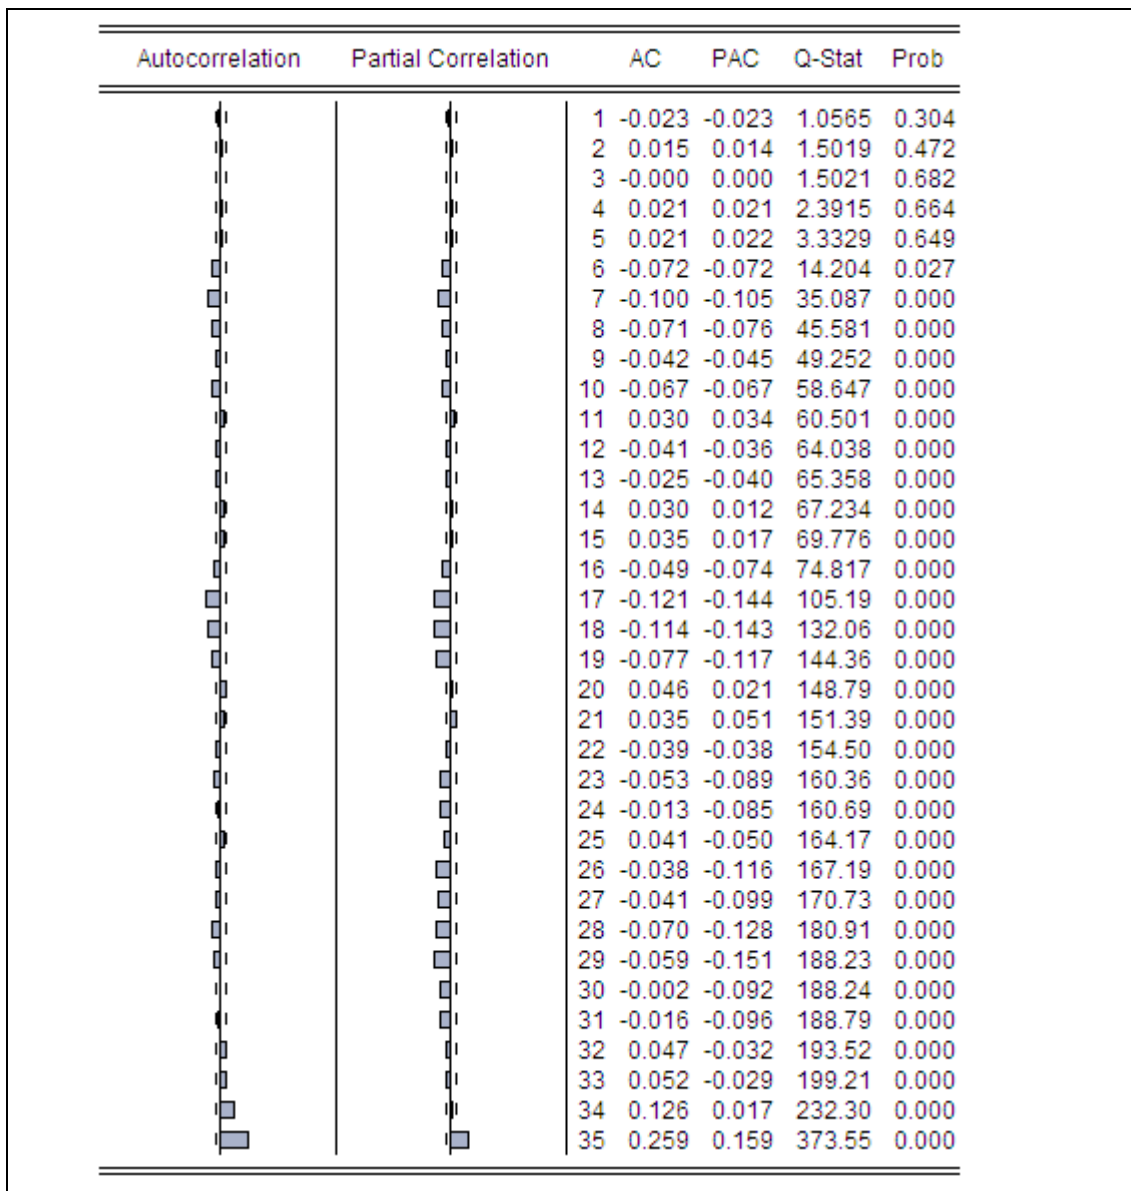 Autocorrelation Partial Correlation AC PAC Q-Stat Prob
1 -0.023 -0.023 1.0565 0.304
2 0.015 0.014 1.5019 0.472
3 -0.000 0.000 1.5021 0.682
4 0.021 0.021 2.3915 0.664
5 0.021 0.022 3.3329 0.649
6 -0.072 -0.072 14.204 0.027
7 -0.100 -0.105 35.087 0.000
8 -0.071 -0.076 45.581 0.000
9 -0.042 -0.045 49.252 0.000
10 -0.067 -0.067 58.647 0.000
11 0.030 0.034 60.501 0.000
12 -0.041 -0.036 64.038 0.000
13 -0.025 -0.040 65.358 0.000
14 0.030 0.012 67.234 0.000
15 0.035 0.017 69.776 0.000
16 -0.049 -0.074 74.817 0.000
17 -0.121 -0.144 105.19 0.000
18 -0.114 -0.143 132.06 0.000
19 -0.077 -0.117 144.36 0.000
20 0.046 0.021 148.79 0.000
21 0.035 0.051 151.39 0.000
22 -0.039 -0.038 154.50 0.000
23 -0.053 -0.089 160.36 0.000
24 -0.013 -0.085 160.69 0.000
25 0.041 -0.050 164.17 0.000
26 -0.038 -0.116 167.19 0.000
27 -0.041 -0.099 170.73 0.000
28 -0.070 -0.128 180.91 0.000
29 -0.059 -0.151 188.23 0.000
30 -0.002 -0.092 188.24 0.000
31 -0.016 -0.096 188.79 0.000
32 0.047 -0.032 193.52 0.000
33 0.052 -0.029 199.21 0.000
34 0.126 0.017 232.30 0.000
35 0.259 0.159 373.55 0.000